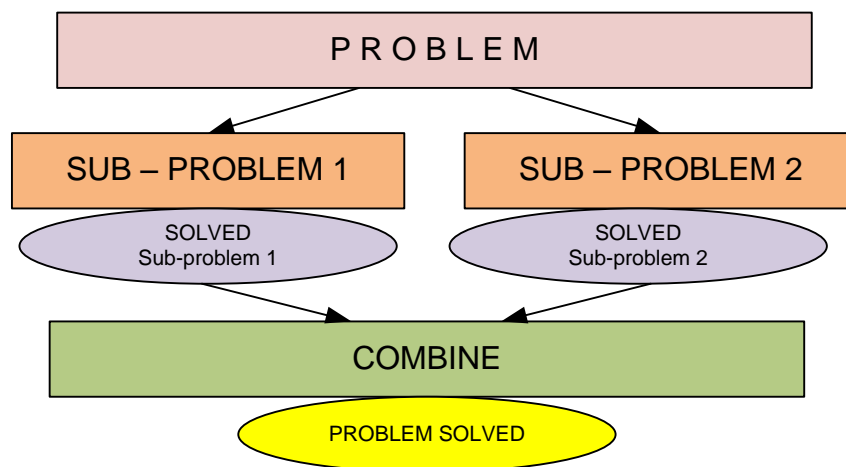 P R O B L E M
SUB – PROBLEM 1
SUB – PROBLEM 2
SOLVED
Sub-problem 1
SOLVED
Sub-problem 2
COMBINE
PROBLEM SOLVED